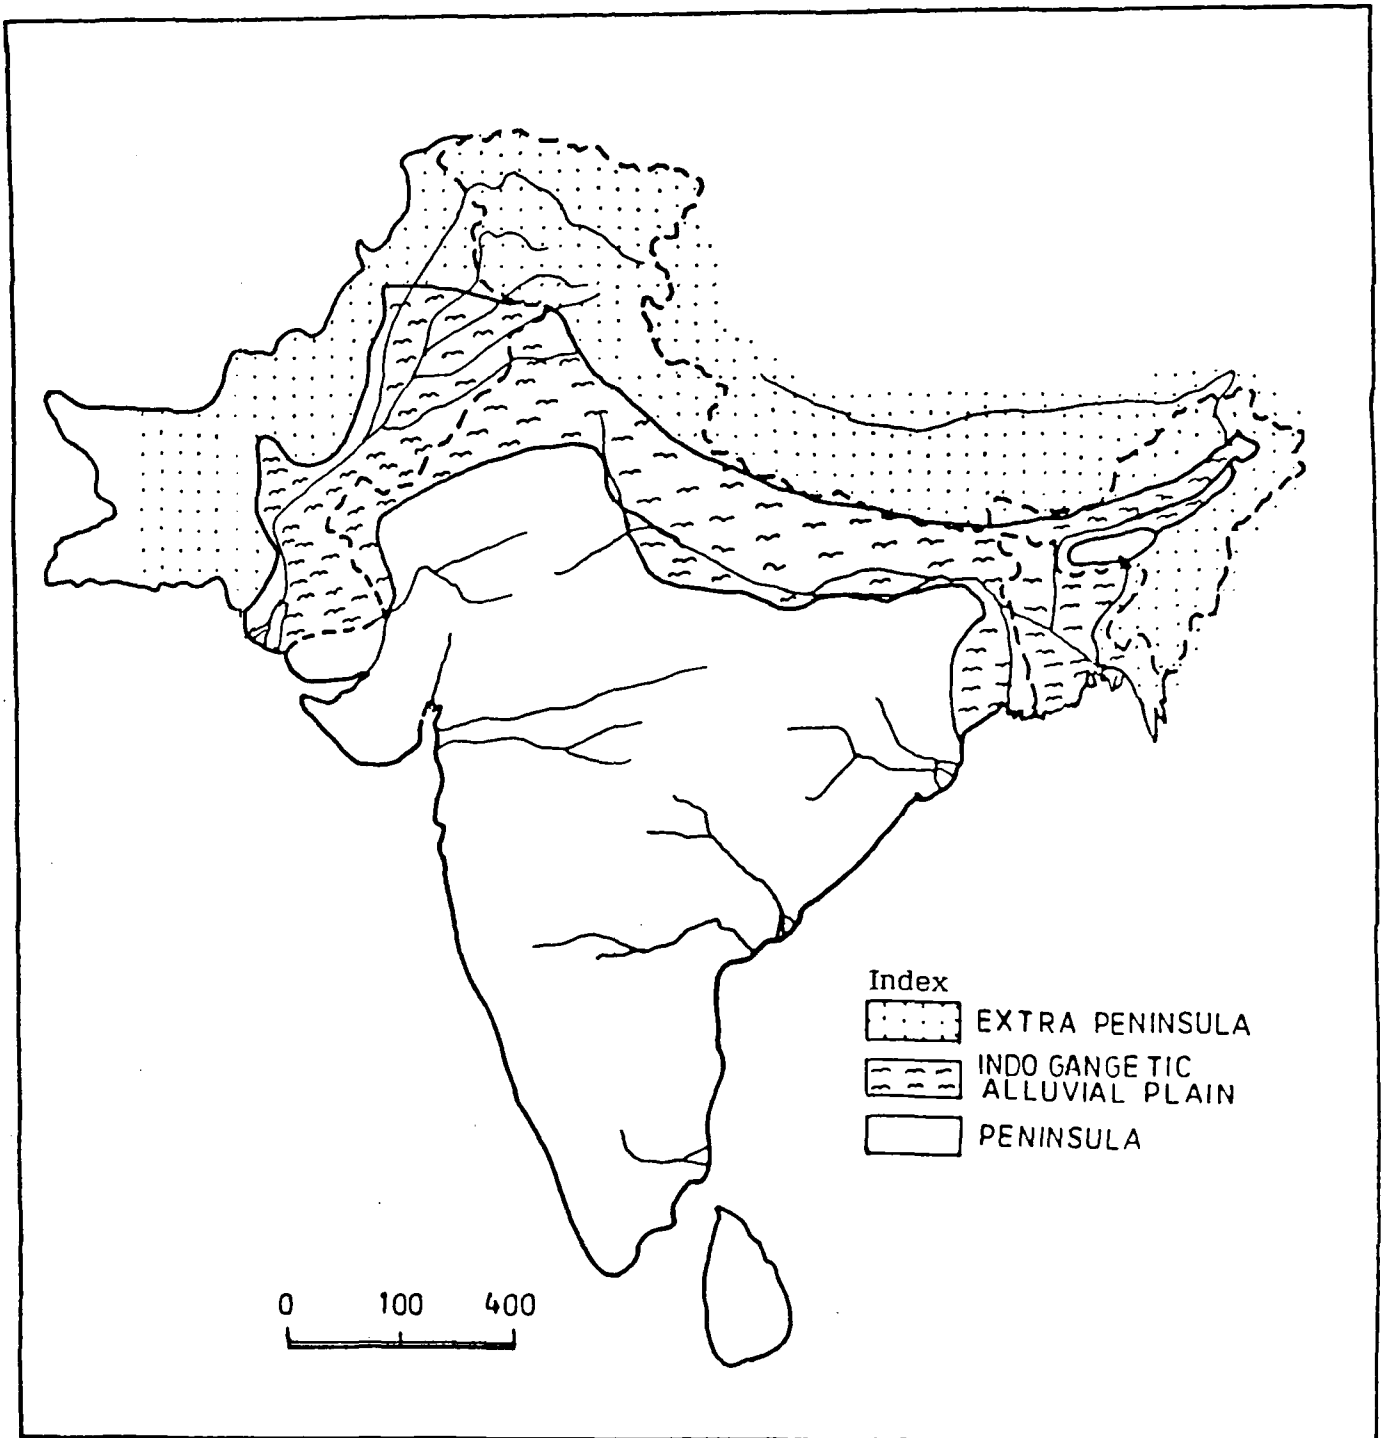 Index
EXTRA PENINSULA
INDO GANGETIC
ALLUVIAL PLAIN
PENINSULA
0 100 400